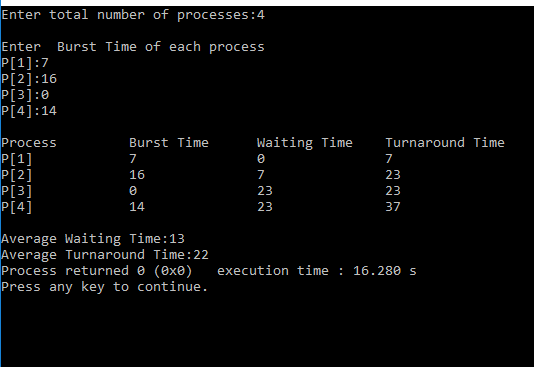 Enter total number of processes:4
Enter  Burst Time of each process
P[1]:7
P[2]:16
P[3]:0
P[4]:14
Process         Burst Time      Waiting Time    Turnaround Time
P[1]            7               0               7
P[2]            16              7               23
P[3]            0               23              23
P[4]            14              23              37
Average Waiting Time:13
Average Turnaround Time:22
Process returned 0 (0x0)   execution time : 16.280 s
Press any key to continue.